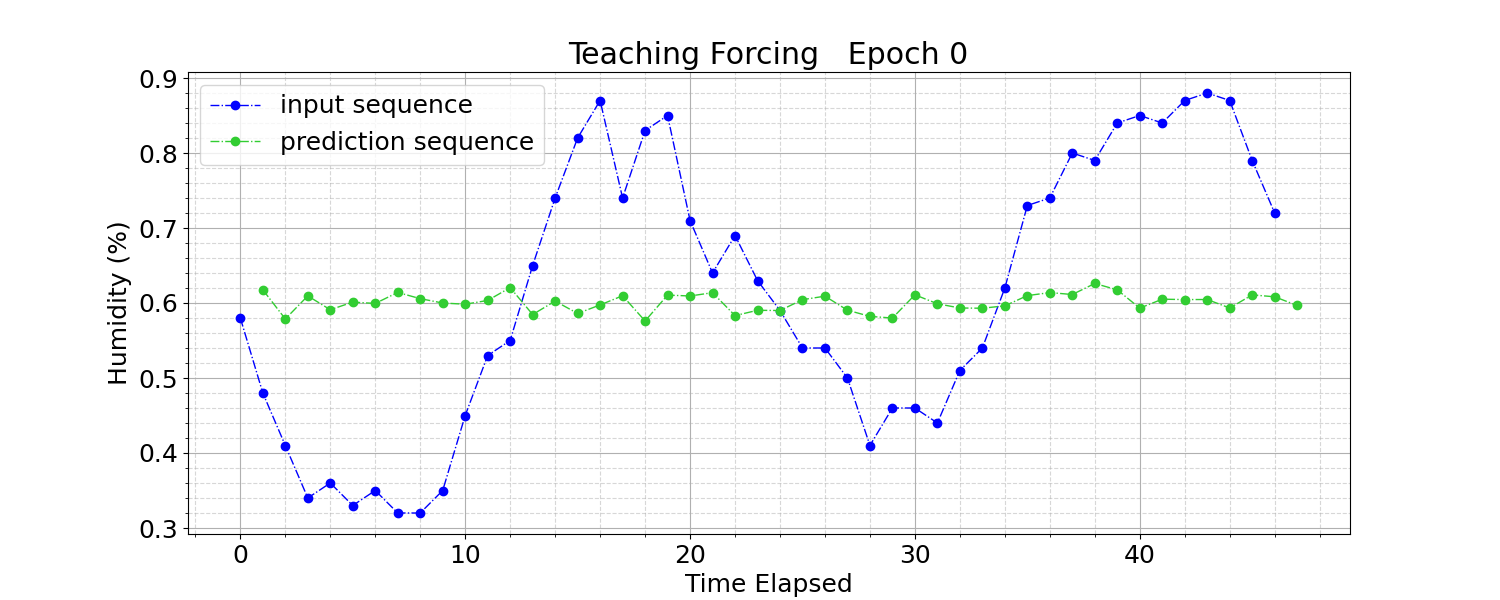 Teaching Forcing   Epoch 0
input sequence
prediction sequence
Humidity (%)
0.9
0.8
0.7
0.6
0.5
0.4
0.3
0 10 20 30 40
Time Elapsed